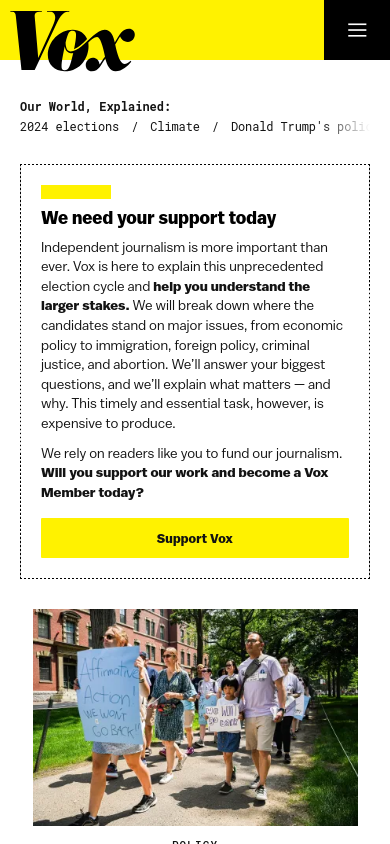 Vox
Our World, Explained:
2024 elections / Climate / Donald Trump's poli
We need your support today
Independent journalism is more important than
ever. Vox is here to explain this unprecedented
election cycle and help you understand the
larger stakes. We will break down where the
candidates stand on major issues, from economic
policy to immigration, foreign policy, criminal
justice, and abortion. We’ll answer your biggest
questions, and we’ll explain what matters — and
why. This timely and essential task, however, is
expensive to produce.
We rely on readers like you to fund our journalism.
Will you support our work and become a Vox
Member today?
Support Vox
Affirmative
Action!
WE WON'T
GO BACK!!
POLICY